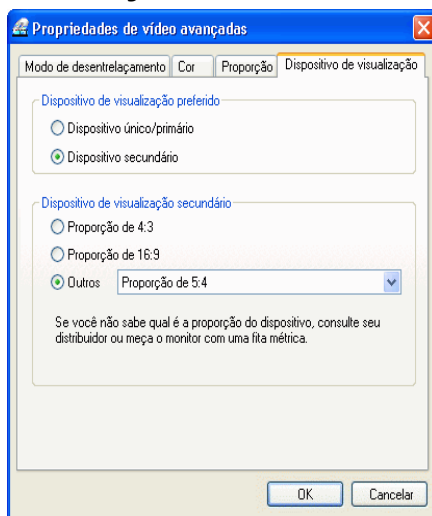 Propriedades de vídeo avançadas
Modo de desentrelaçamento Cor Proporção Dispositivo de visualização
Dispositivo de visualização preferido
Dispositivo único/primário
Dispositivo secundário
Dispositivo de visualização secundário
Proporção de 4:3
Proporção de 16:9
Outros Proporção de 5:4
Se você não sabe qual é a proporção do dispositivo, consulte seu
distribuidor ou meça o monitor com uma fita métrica.
OK Cancelar